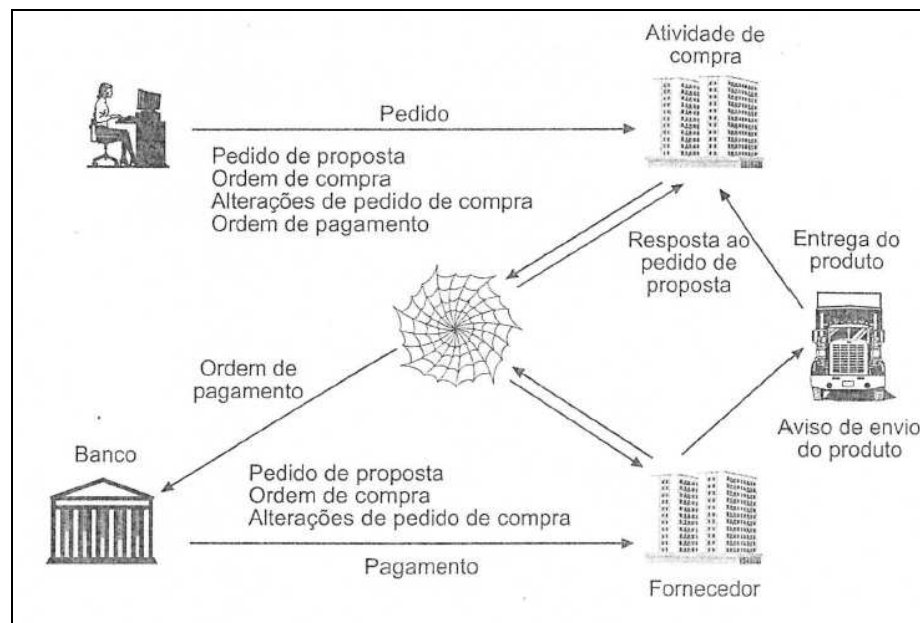 Atividade de
compra
Pedido
Pedido de proposta
Ordem de compra
Alterações de pedido de compra
Ordem de pagamento
Resposta ao
pedido de
proposta
Entrega do
produto
Ordem de
pagamento
Aviso de envio
do produto
Banco
Pedido de proposta
Ordem de compra
Alterações de pedido de compra
Pagamento
Fornecedor